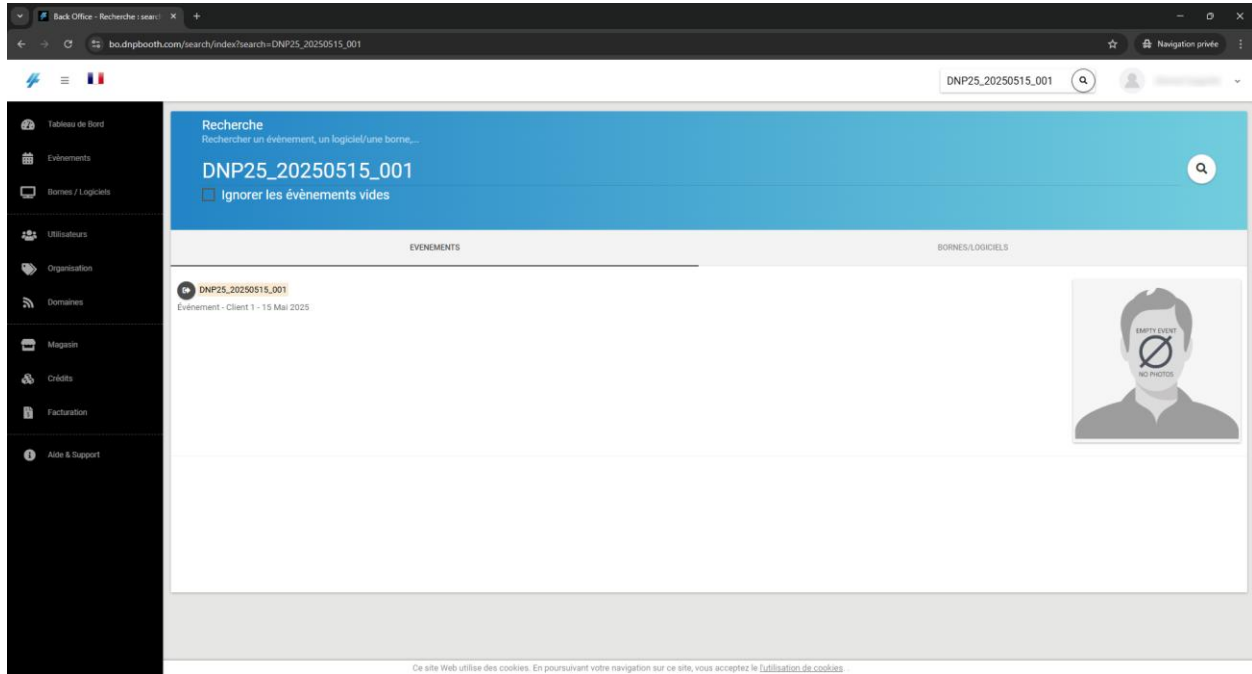 Back Office - Recherche : search
bo.dnpbooth.com/search/index?search=DNP25_20250515_001
Navigation privée
DNP25_20250515_001
Tableau de Bord
Evènements
Bornes / Logiciels
Utilisateurs
Organisation
Domaines
Magasin
Crédits
Facturation
Aide & Support
Recherche
Rechercher un évènement, un logiciel/une borne,...
DNP25_20250515_001
Ignorer les évènements vides
EVENEMENTS
BORNES/LOGICIELS
DNP25_20250515_001
Évènement - Client 1 - 15 Mai 2025
EMPTY EVENT
NO PHOTOS
Ce site Web utilise des cookies. En poursuivant votre navigation sur ce site, vous acceptez le l'utilisation de cookies.